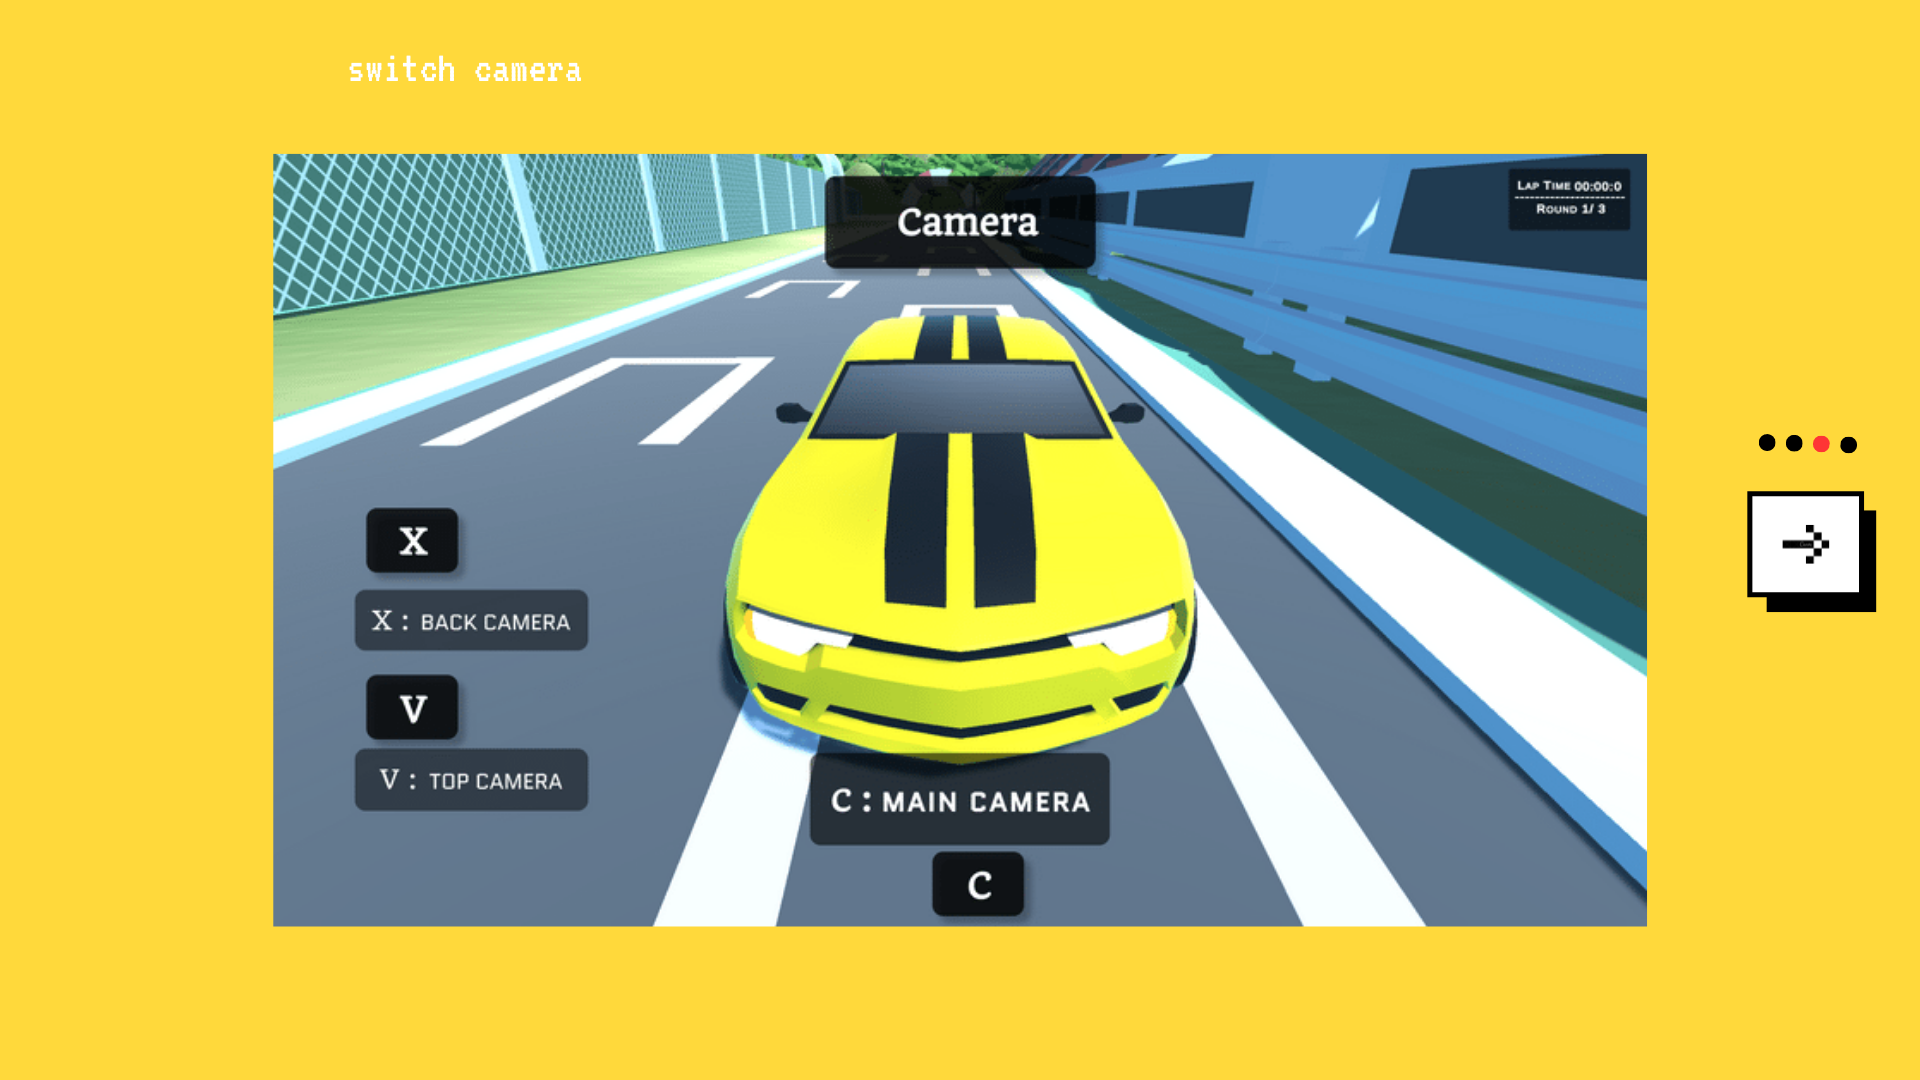 switch camera
Camera
LAP TIME 00:00:0
ROUND 1/ 3
X
X : BACK CAMERA
V
V : TOP CAMERA
C : MAIN CAMERA
C